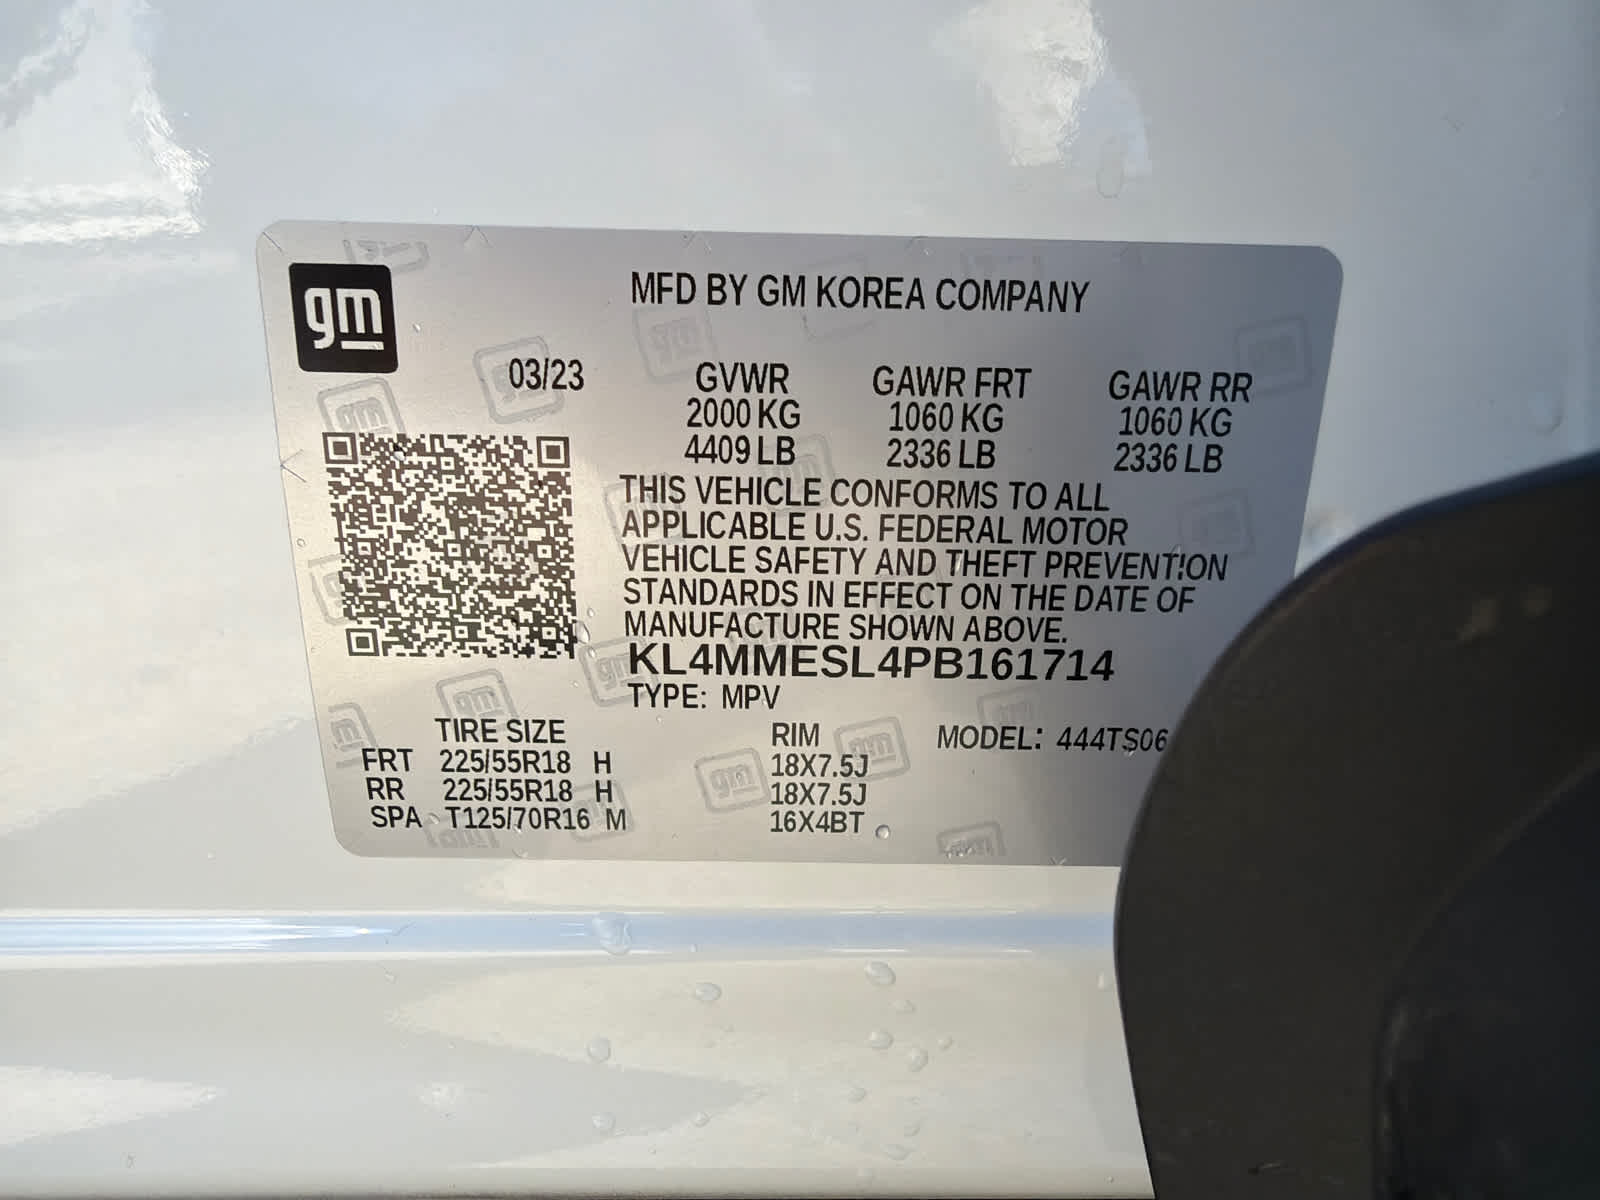 gm
MFD BY GM KOREA COMPANY
03/23 GVWR GAWR FRT GAWR RR
2000 KG 1060 KG 1060 KG
4409 LB 2336 LB 2336 LB
THIS VEHICLE CONFORMS TO ALL
APPLICABLE U.S. FEDERAL MOTOR
VEHICLE SAFETY AND THEFT PREVENTION
STANDARDS IN EFFECT ON THE DATE OF
MANUFACTURE SHOWN ABOVE.
KL4MMESL4PB161714
TYPE: MPV
TIRE SIZE RIM MODEL: 444TS06
FRT 225/55R18 H 18X7.5J
RR 225/55R18 H 18X7.5J
SPA T125/70R16 M 16X4BT